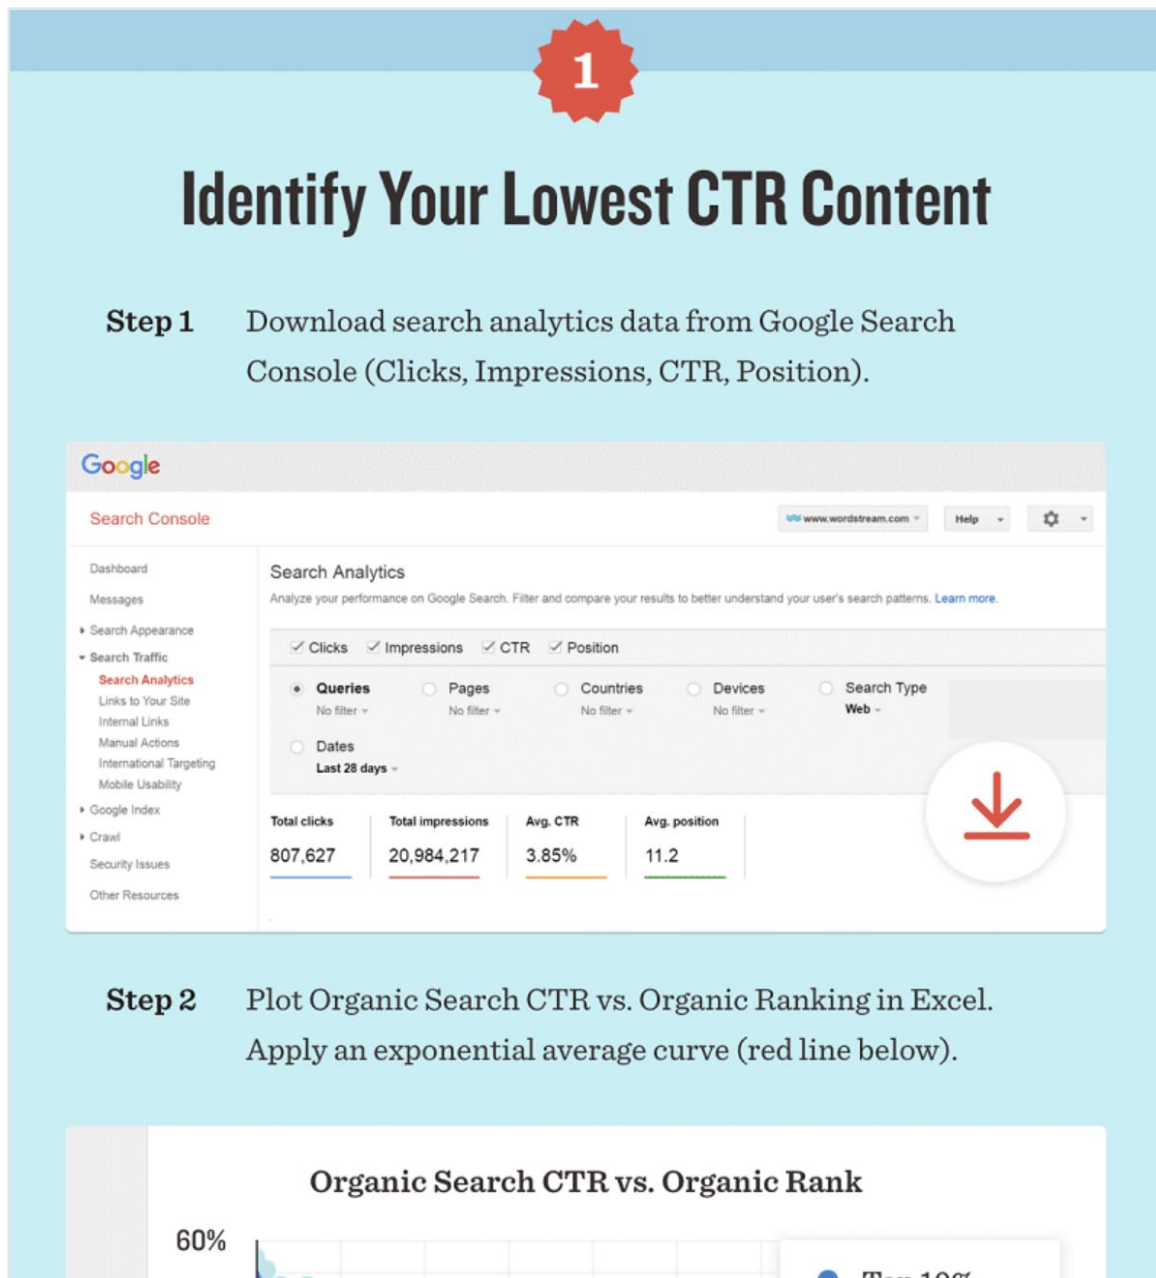 1
Identify Your Lowest CTR Content
Step 1 Download search analytics data from Google Search
Console (Clicks, Impressions, CTR, Position).
Google
Search Console
www.wordstream.com
Help
Dashboard
Messages
Search Appearance
Search Traffic
Search Analytics
Links to Your Site
Internal Links
Manual Actions
International Targeting
Mobile Usability
Google Index
Crawl
Security Issues
Other Resources
Search Analytics
Analyze your performance on Google Search. Filter and compare your results to better understand your user's search patterns. Learn more.
Clicks Impressions CTR Position
Queries Pages Countries Devices Search Type
No filter No filter No filter No filter Web
Dates
Last 28 days
Total clicks Total impressions Avg. CTR Avg. position
807,627 20,984,217 3.85% 11.2
Step 2 Plot Organic Search CTR vs. Organic Ranking in Excel.
Apply an exponential average curve (red line below).
Organic Search CTR vs. Organic Rank
60%
Top 10%